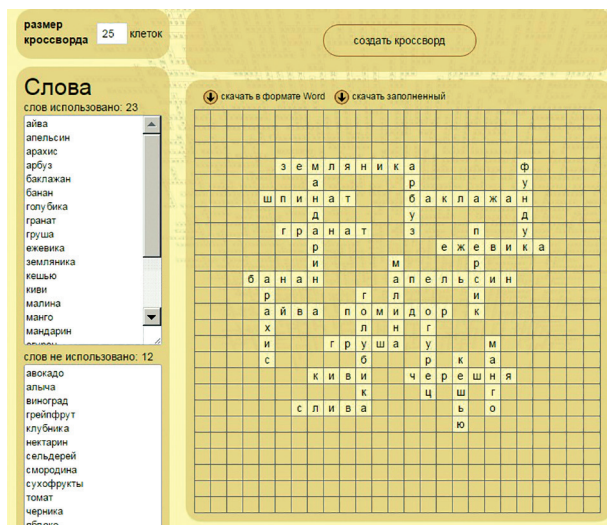 размер
кроссворда 25 клеток
создать кроссворд
Слова
слов использовано: 23
айва
апельсин
арахис
арбуз
баклажан
банан
голубика
гранат
груша
ежевика
земляника
кешью
киви
малина
манго
мандарин
слов не использовано: 12
авокадо
алыча
виноград
грейпфрут
клубника
нектарин
сельдерей
смородина
сухофрукты
томат
черника
скачать в формате Word скачать заполненный
земляника ф
а р у
шпинат баклажан
д у д
гранат з п у
р ежевика
и м р
банан апельсин
р г л и
айва помидор к
х л н г
и груша у м
с б р к а
киви черешня
к ц ш г
слива ь о
ю